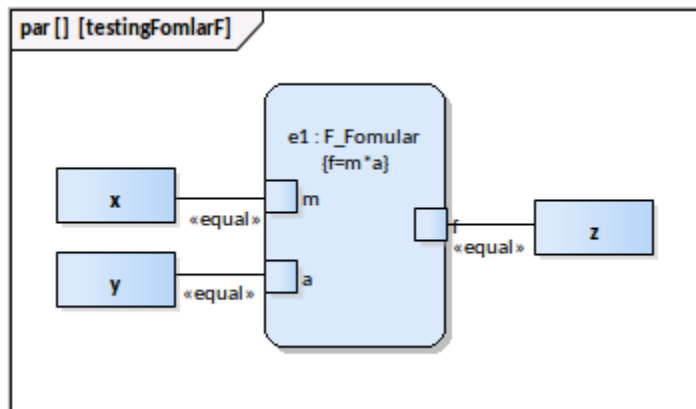 par [] [testingFomlarF]
e1 : F_Fomular
{f=m*a}
x
m
«equal»
f
z
«equal»
y
a
«equal»